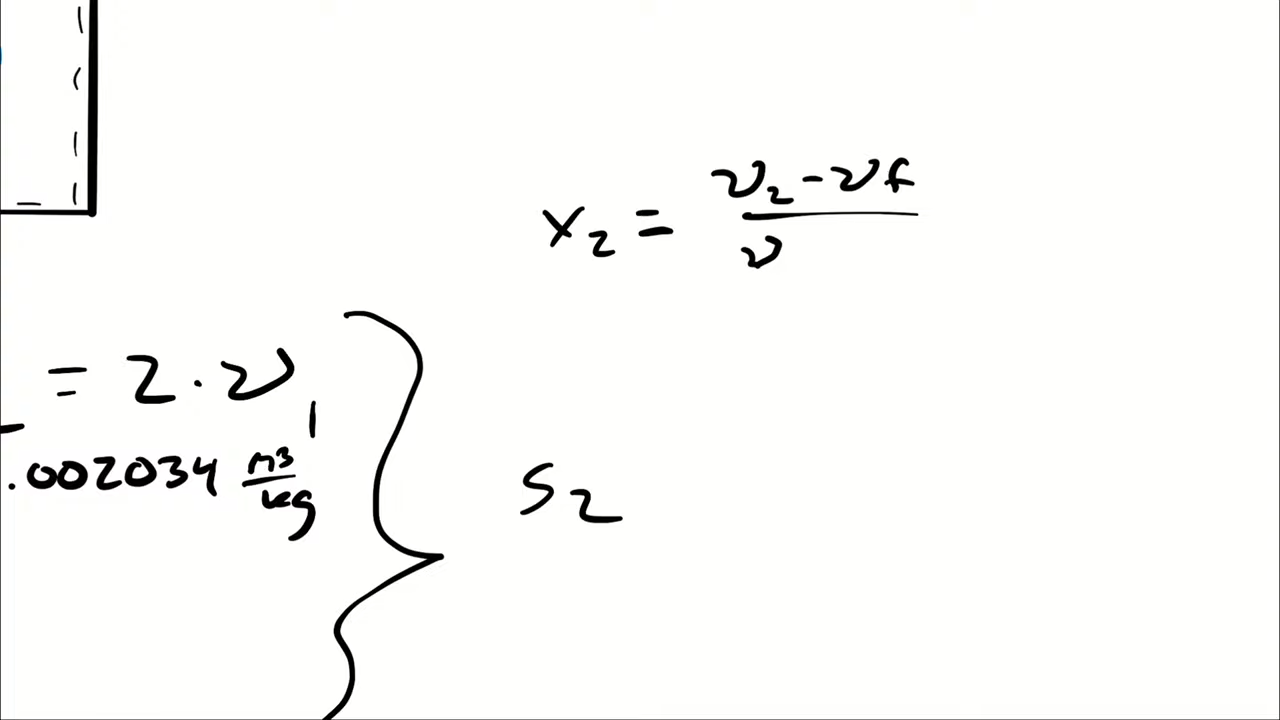 x₂ = (v₂ - vf) / v
= 2 · v₁
.002034 m³/kg
s₂